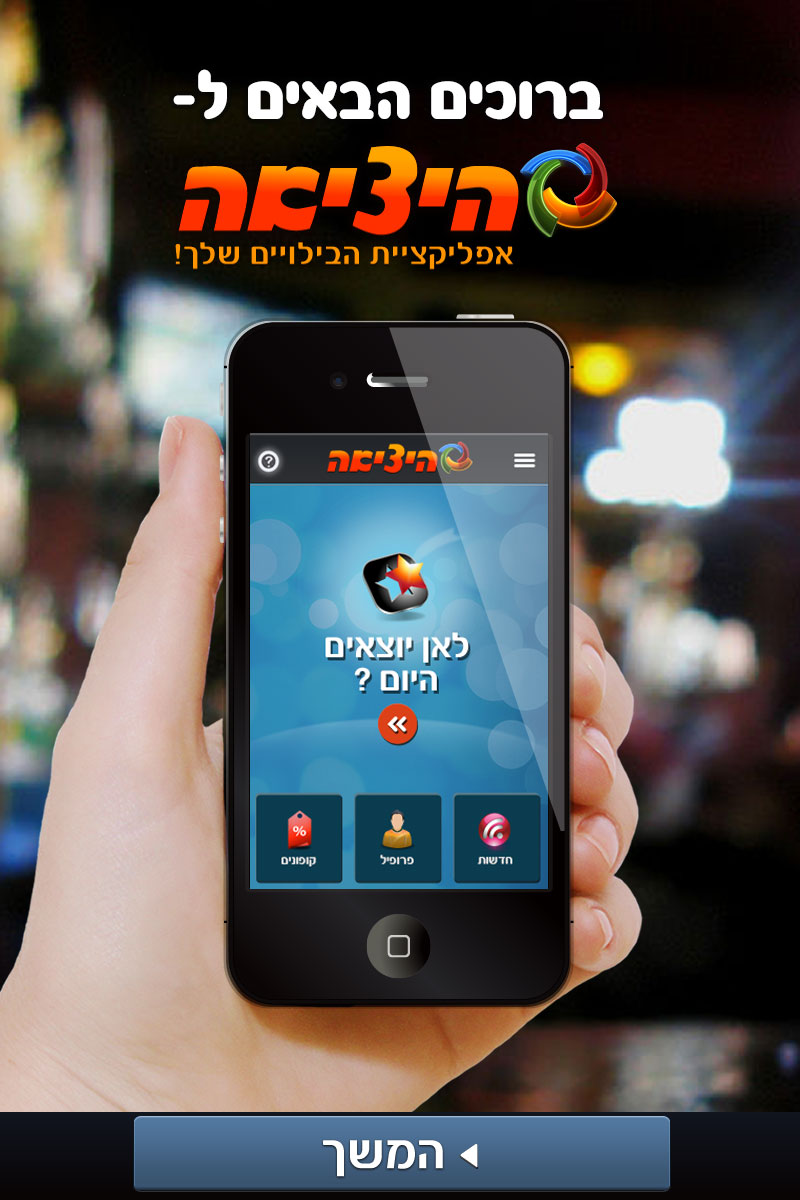 ברוכים הבאים ל-
היציאה
אפליקציית הבילויים שלך!
היציאה
לאן יוצאים
היום ?
חדשות
פרופיל
%
קופונים
המשך